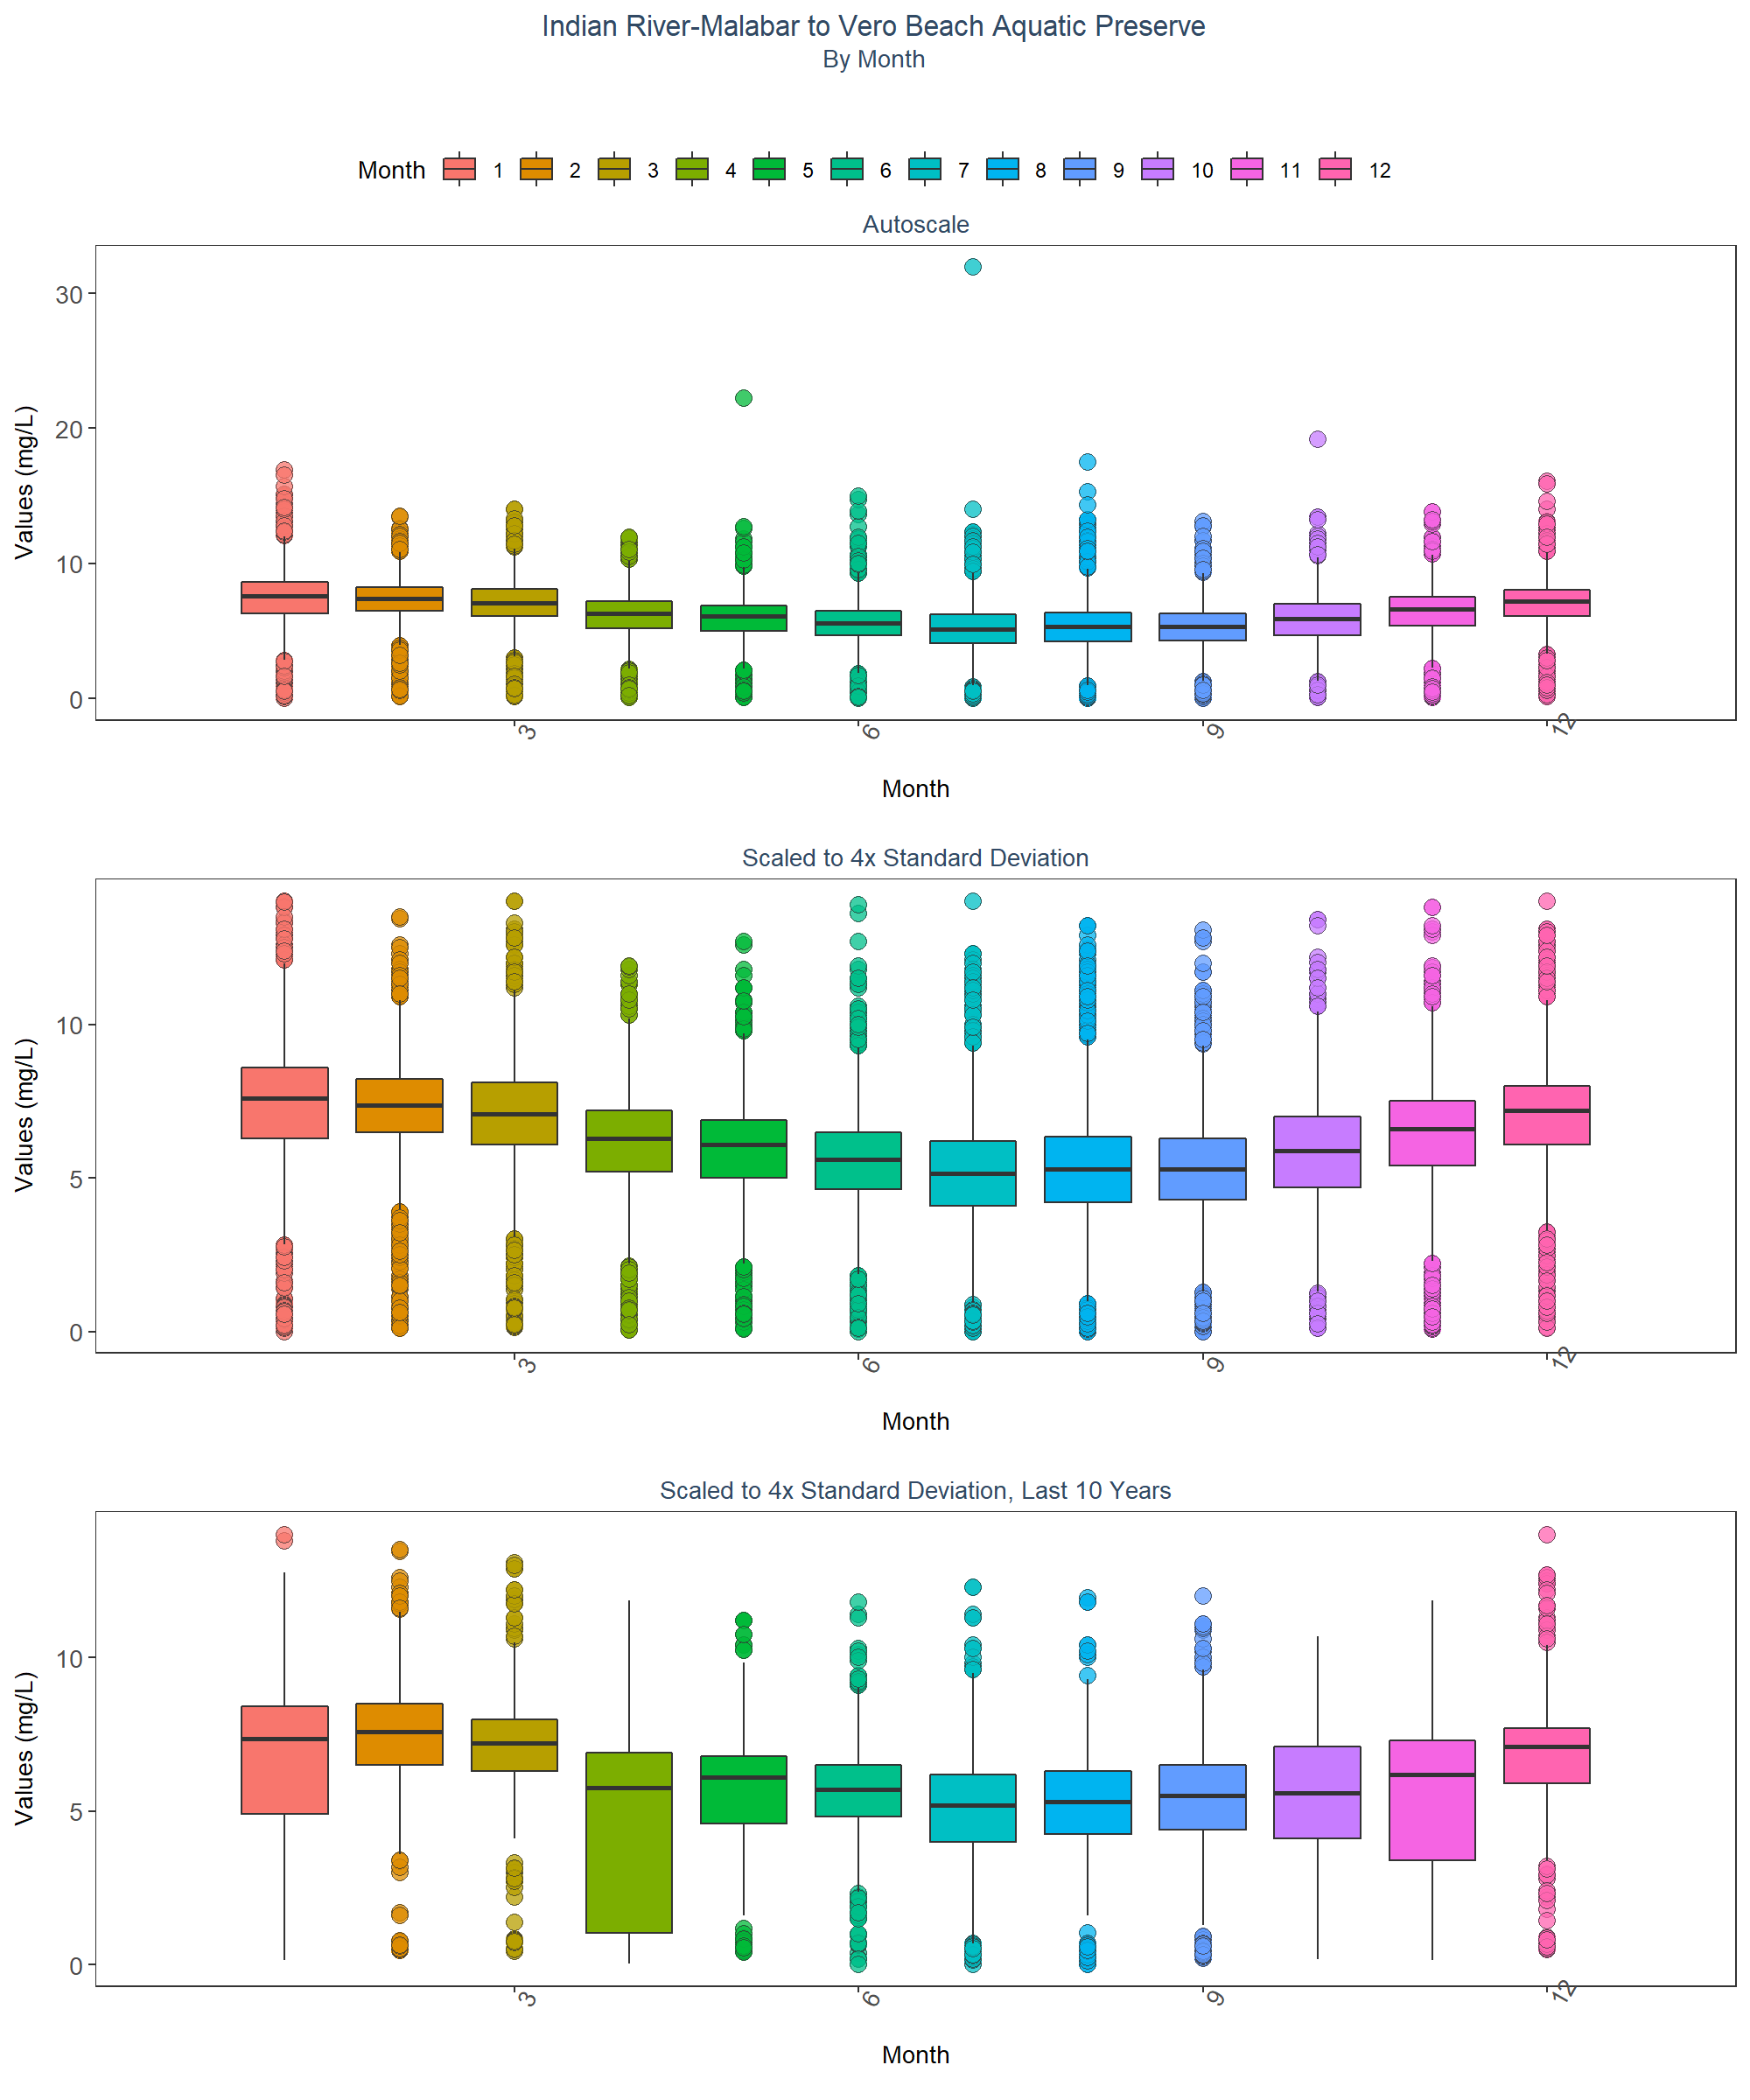 Indian River-Malabar to Vero Beach Aquatic Preserve
By Month
Month 1 2 3 4 5 6 7 8 9 10 11 12
Autoscale
Values (mg/L)
30
20
10
0
3 6 9 12
Month
Scaled to 4x Standard Deviation
Values (mg/L)
10
5
0
3 6 9 12
Month
Scaled to 4x Standard Deviation, Last 10 Years
Values (mg/L)
10
5
0
3 6 9 12
Month